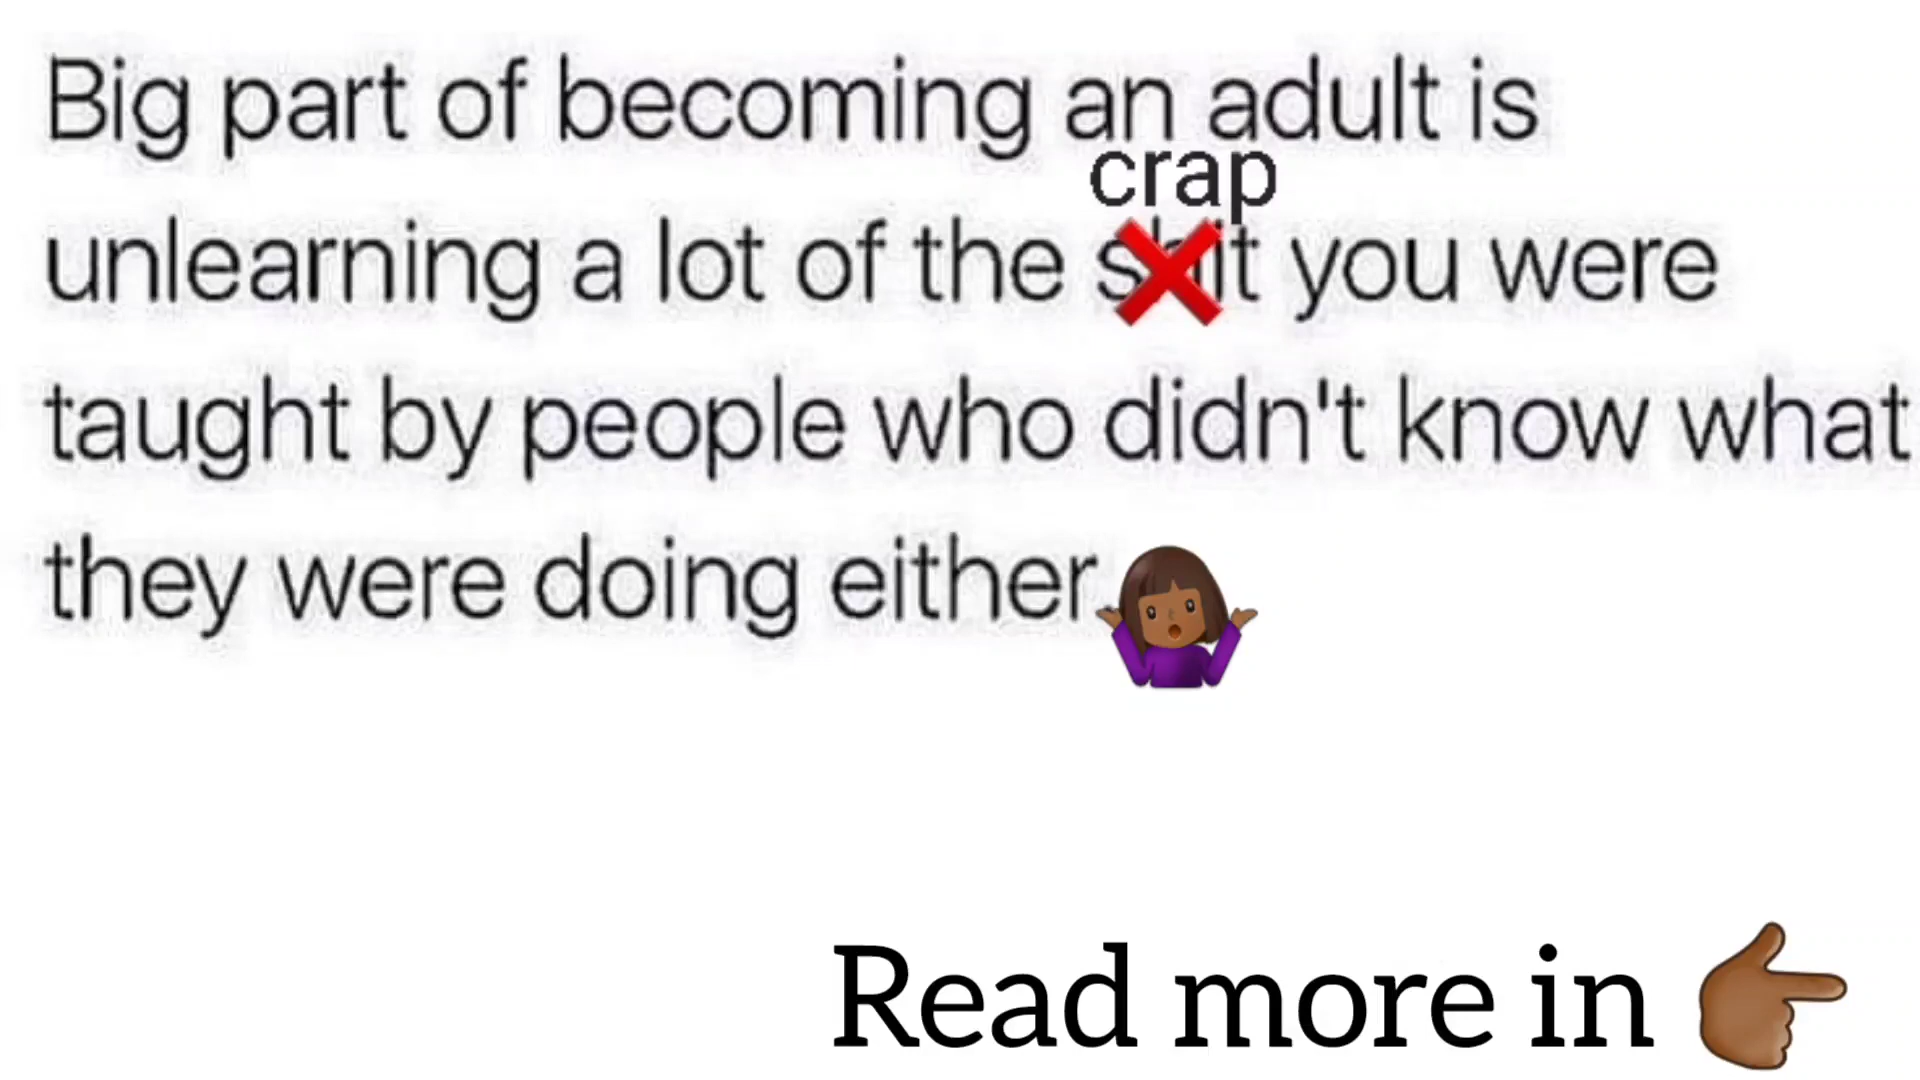 Big part of becoming an adult is
crap
unlearning a lot of the shit you were
taught by people who didn't know what
they were doing either
Read more in